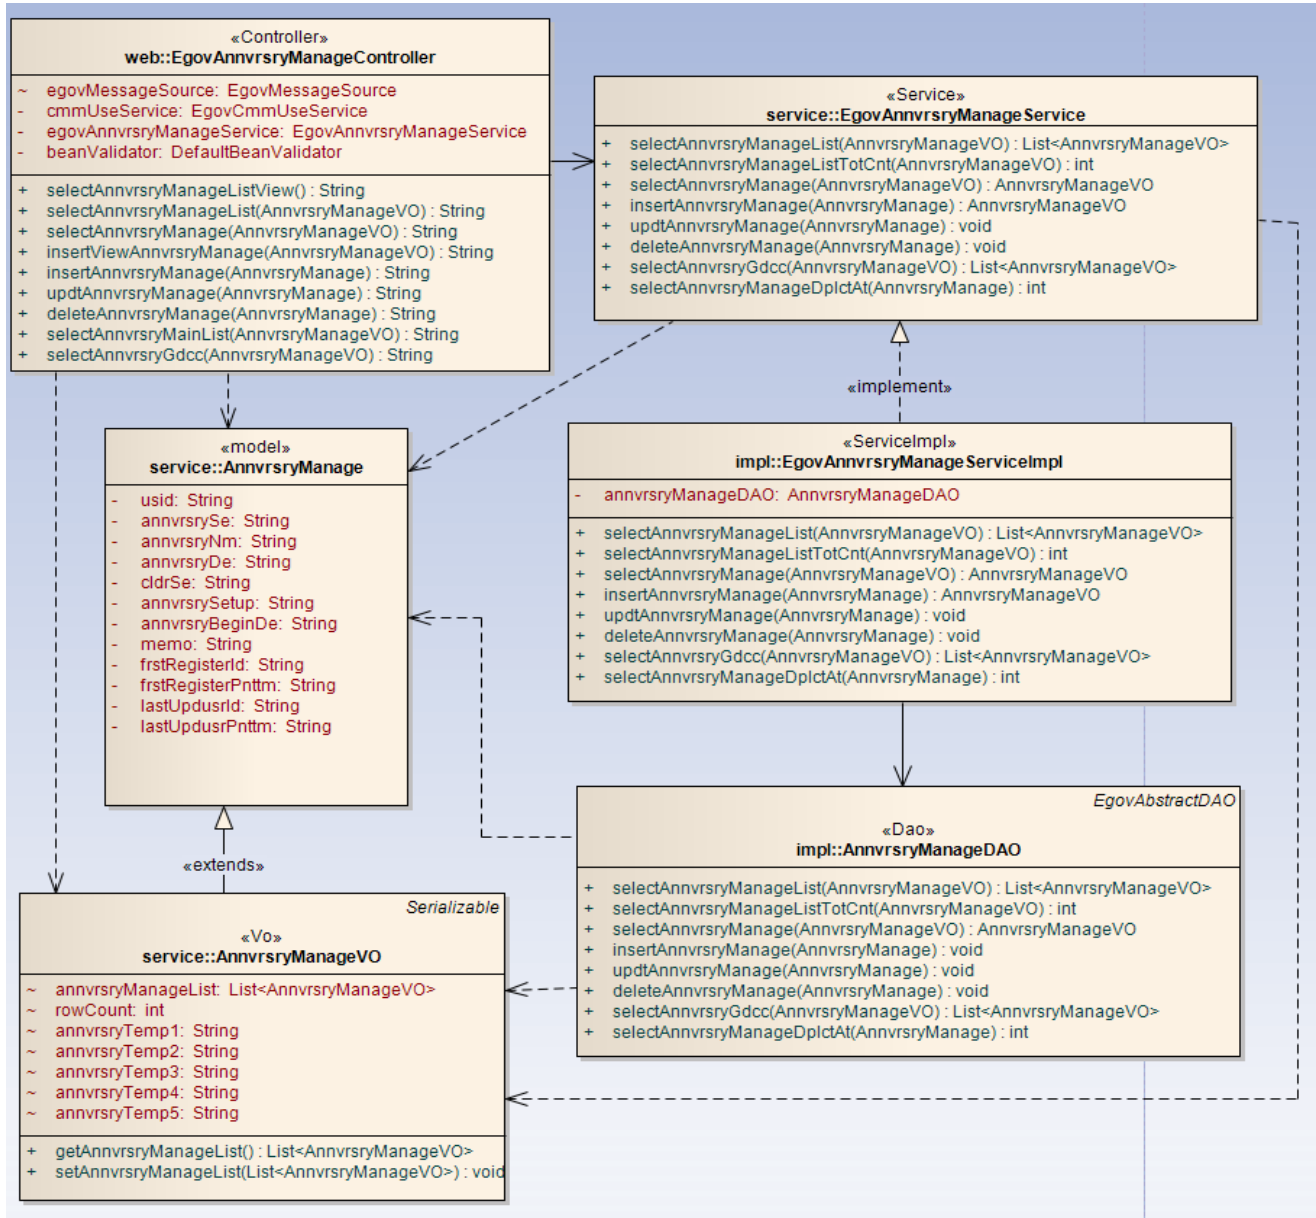 «Controller»
web::EgovAnnvrsryManageController
~ egovMessageSource: EgovMessageSource
- cmmUseService: EgovCmmUseService
- egovAnnvrsryManageService: EgovAnnvrsryManageService
- beanValidator: DefaultBeanValidator
+ selectAnnvrsryManageListView() : String
+ selectAnnvrsryManageList(AnnvrsryManageVO) : String
+ selectAnnvrsryManage(AnnvrsryManageVO) : String
+ insertViewAnnvrsryManage(AnnvrsryManageVO) : String
+ insertAnnvrsryManage(AnnvrsryManage) : String
+ updtAnnvrsryManage(AnnvrsryManage) : String
+ deleteAnnvrsryManage(AnnvrsryManage) : String
+ selectAnnvrsryMainList(AnnvrsryManageVO) : String
+ selectAnnvrsryGdcc(AnnvrsryManageVO) : String
«Service»
service::EgovAnnvrsryManageService
+ selectAnnvrsryManageList(AnnvrsryManageVO) : List<AnnvrsryManageVO>
+ selectAnnvrsryManageListTotCnt(AnnvrsryManageVO) : int
+ selectAnnvrsryManage(AnnvrsryManageVO) : AnnvrsryManageVO
+ insertAnnvrsryManage(AnnvrsryManage) : AnnvrsryManageVO
+ updtAnnvrsryManage(AnnvrsryManage) : void
+ deleteAnnvrsryManage(AnnvrsryManage) : void
+ selectAnnvrsryGdcc(AnnvrsryManageVO) : List<AnnvrsryManageVO>
+ selectAnnvrsryManageDplctAt(AnnvrsryManage) : int
«implement»
«model»
service::AnnvrsryManage
- usid: String
- annvrsrySe: String
- annvrsryNm: String
- annvrsryDe: String
- cldrSe: String
- annvrsrySetup: String
- annvrsryBeginDe: String
- memo: String
- frstRegisterId: String
- frstRegisterPnttm: String
- lastUpdusrId: String
- lastUpdusrPnttm: String
«ServiceImpl»
impl::EgovAnnvrsryManageServiceImpl
- annvrsryManageDAO: AnnvrsryManageDAO
+ selectAnnvrsryManageList(AnnvrsryManageVO) : List<AnnvrsryManageVO>
+ selectAnnvrsryManageListTotCnt(AnnvrsryManageVO) : int
+ selectAnnvrsryManage(AnnvrsryManageVO) : AnnvrsryManageVO
+ insertAnnvrsryManage(AnnvrsryManage) : AnnvrsryManageVO
+ updtAnnvrsryManage(AnnvrsryManage) : void
+ deleteAnnvrsryManage(AnnvrsryManage) : void
+ selectAnnvrsryGdcc(AnnvrsryManageVO) : List<AnnvrsryManageVO>
+ selectAnnvrsryManageDplctAt(AnnvrsryManage) : int
«extends»
EgovAbstractDAO
«Dao»
impl::AnnvrsryManageDAO
+ selectAnnvrsryManageList(AnnvrsryManageVO) : List<AnnvrsryManageVO>
+ selectAnnvrsryManageListTotCnt(AnnvrsryManageVO) : int
+ selectAnnvrsryManage(AnnvrsryManageVO) : AnnvrsryManageVO
+ insertAnnvrsryManage(AnnvrsryManage) : void
+ updtAnnvrsryManage(AnnvrsryManage) : void
+ deleteAnnvrsryManage(AnnvrsryManage) : void
+ selectAnnvrsryGdcc(AnnvrsryManageVO) : List<AnnvrsryManageVO>
+ selectAnnvrsryManageDplctAt(AnnvrsryManage) : int
Serializable
«Vo»
service::AnnvrsryManageVO
~ annvrsryManageList: List<AnnvrsryManageVO>
~ rowCount: int
~ annvrsryTemp1: String
~ annvrsryTemp2: String
~ annvrsryTemp3: String
~ annvrsryTemp4: String
~ annvrsryTemp5: String
+ getAnnvrsryManageList() : List<AnnvrsryManageVO>
+ setAnnvrsryManageList(List<AnnvrsryManageVO>) : void